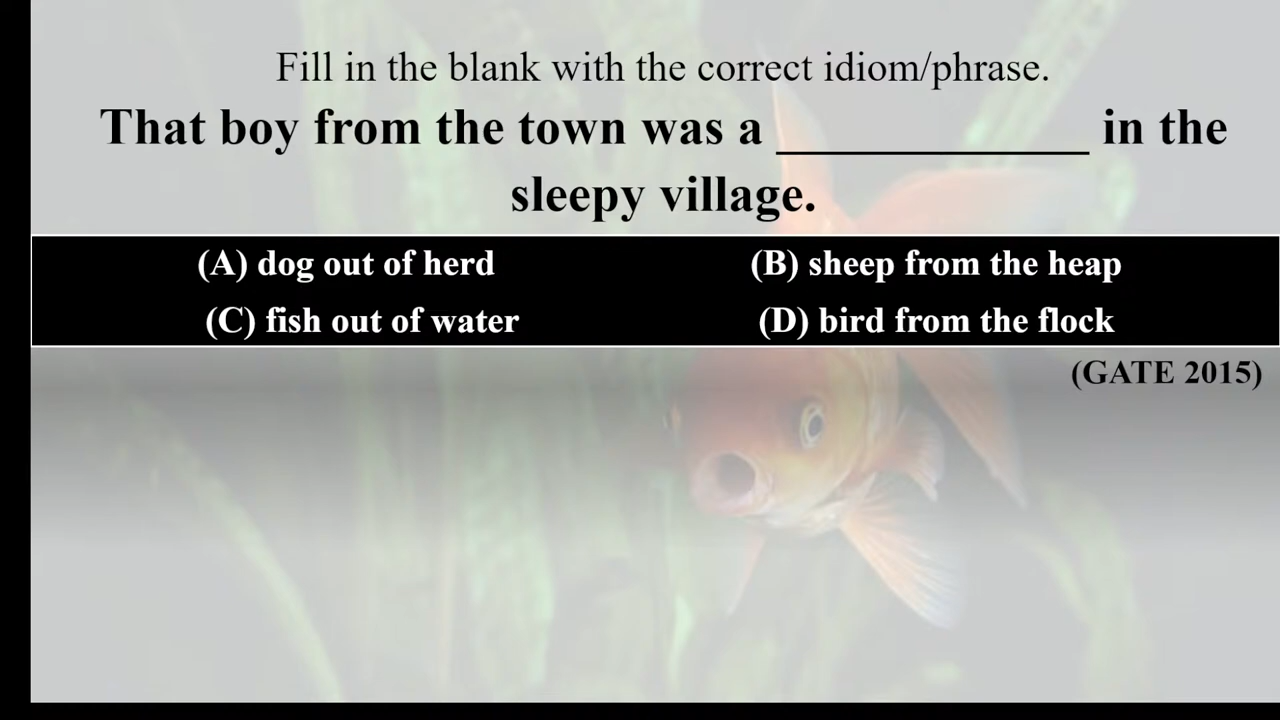 Fill in the blank with the correct idiom/phrase.
That boy from the town was a ____________ in the
sleepy village.
(A) dog out of herd (B) sheep from the heap
(C) fish out of water (D) bird from the flock
(GATE 2015)